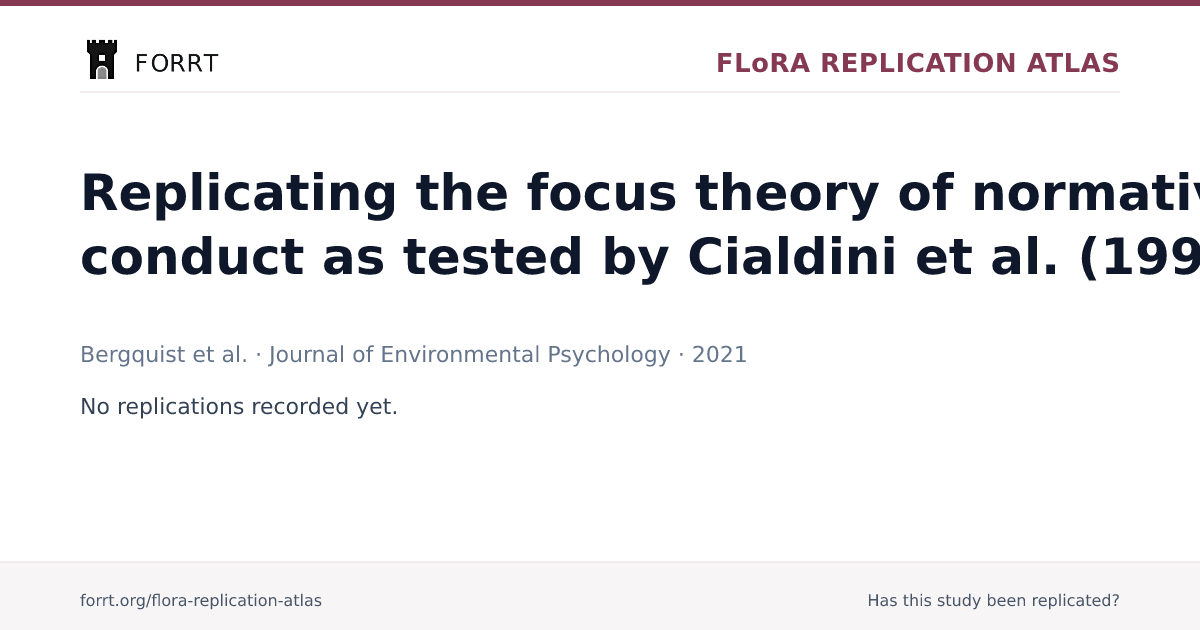 FORRT
FLoRA REPLICATION ATLAS
Replicating the focus theory of normativ
conduct as tested by Cialdini et al. (199
Bergquist et al. · Journal of Environmental Psychology · 2021
No replications recorded yet.
forrt.org/flora-replication-atlas
Has this study been replicated?